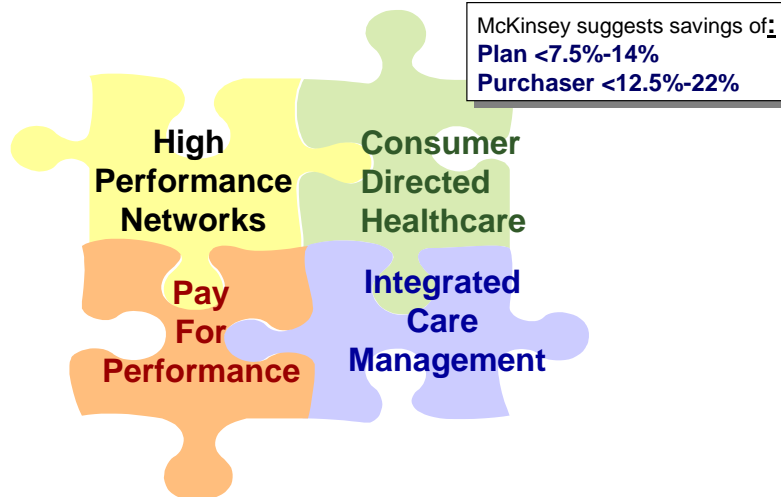 McKinsey suggests savings of:
Plan <7.5%-14%
Purchaser <12.5%-22%
High
Performance
Networks
Consumer
Directed
Healthcare
Pay
For
Performance
Integrated
Care
Management